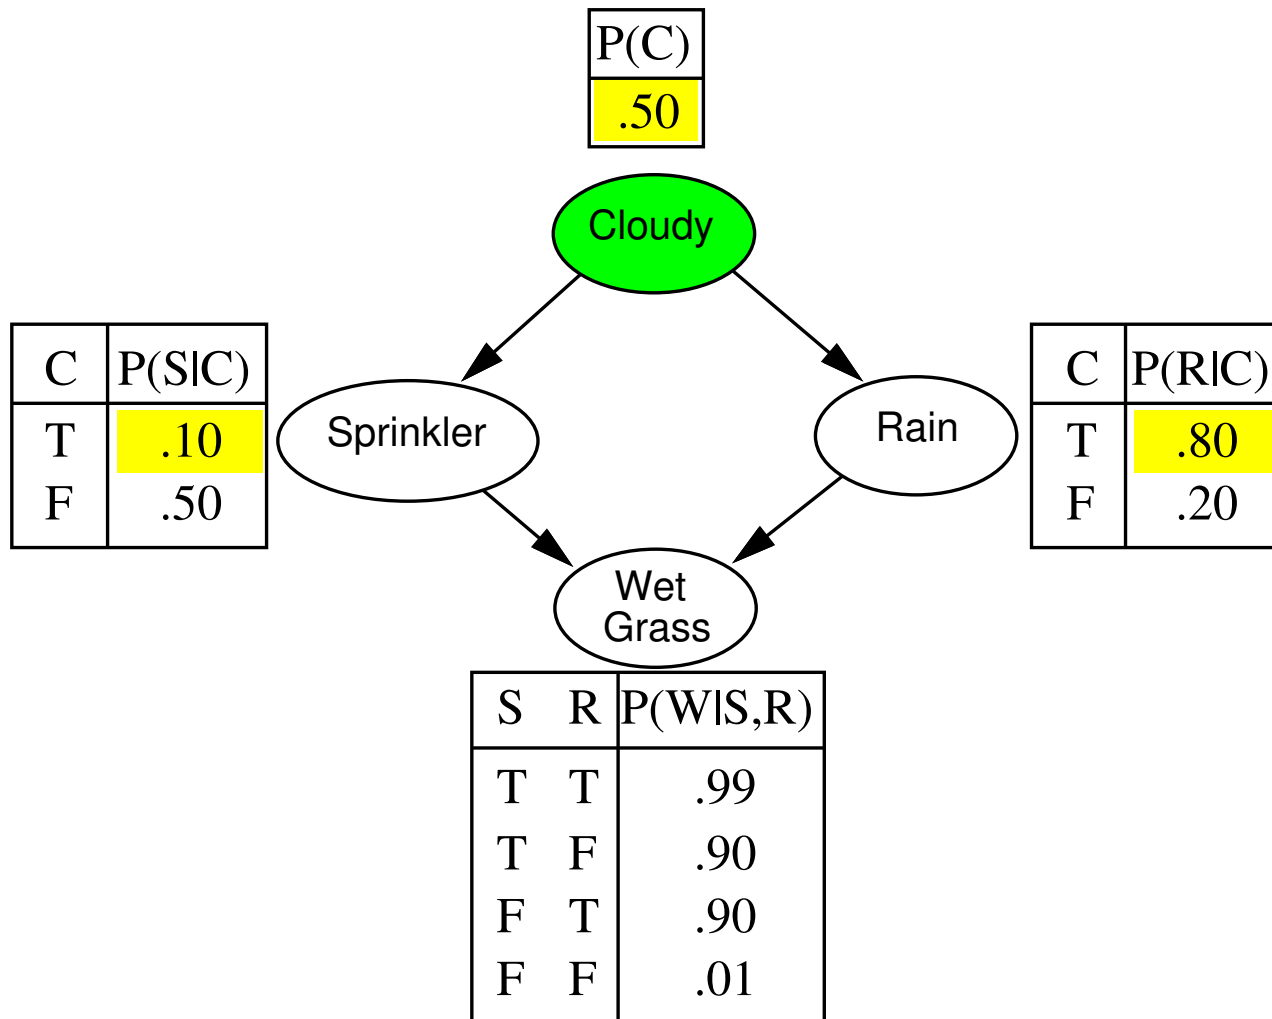 P(C)
.50
Cloudy
C P(S|C)
T .10
F .50
Sprinkler
Rain
C P(R|C)
T .80
F .20
Wet
Grass
S R P(W|S,R)
T T .99
T F .90
F T .90
F F .01